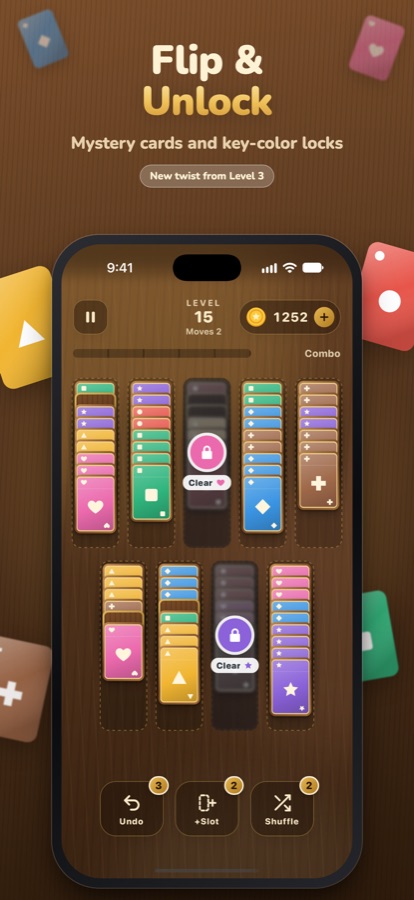 Flip &
Unlock
Mystery cards and key-color locks
New twist from Level 3
9:41
LEVEL
15
Moves 2
1252 +
Combo
Clear
Clear
3
2
2
Undo
+Slot
Shuffle